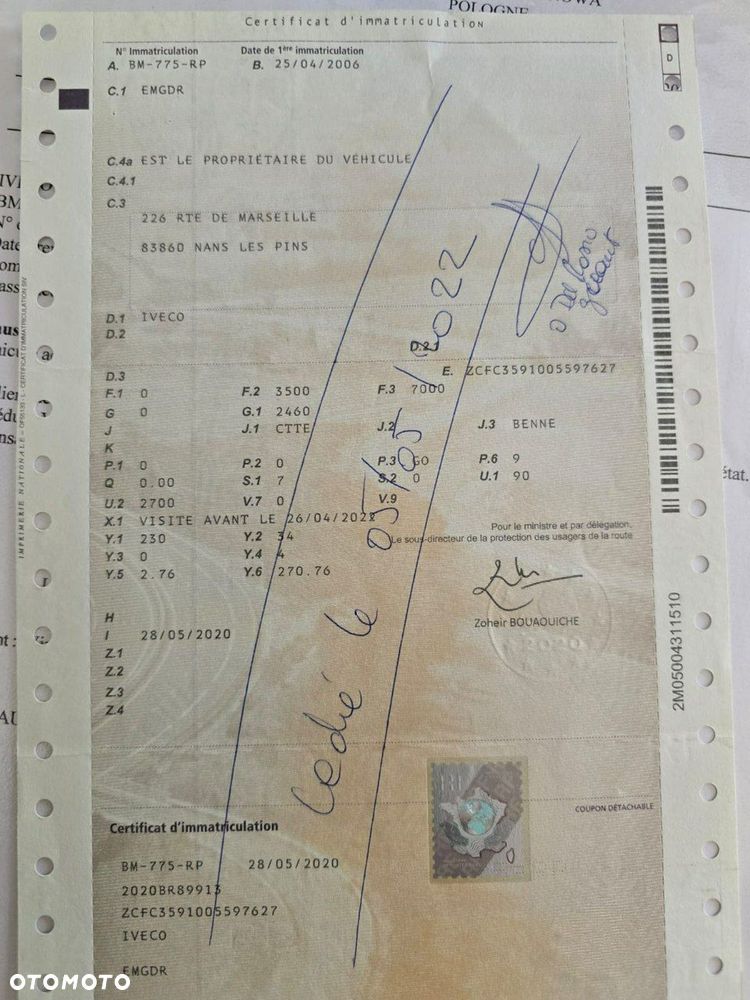 POLOGNE
Certificat d'immatriculation
N° Immatriculation Date de 1ère immatriculation
A. BM-775-RP B. 25/04/2006
D
C.1 EMGDR
C.4a EST LE PROPRIÉTAIRE DU VÉHICULE
C.4.1
C.3
226 RTE DE MARSEILLE
83860 NANS LES PINS
D.1 IVECO
D.2
D.2.1
D.3 E. ZCFC3591005597627
F.1 0 F.2 3500 F.3 7000
G 0 G.1 2460
J J.1 CTTE J.2 J.3 BENNE
K
P.1 0 P.2 0 P.3 GO P.6 9
Q 0.00 S.1 7 S.2 0 U.1 90
U.2 2700 V.7 0 V.9
X.1 VISITE AVANT LE 26/04/2022
Y.1 230 Y.2 34
Y.3 0 Y.4 4
Y.5 2.76 Y.6 270.76
Pour le ministre et par délégation,
Le sous-directeur de la protection des usagers de la route
Zoheir BOUAOUICHE
H
I 28/05/2020
Z.1
Z.2
Z.3
Z.4
Cedié le 05/05/2022
gérant
IMPRIMERIE NATIONALE
2M05004311510
COUPON DÉTACHABLE
Certificat d'immatriculation
BM-775-RP 28/05/2020
2020BR89913
ZCFC3591005597627
IVECO
EMGDR
état.
OTOMOTO